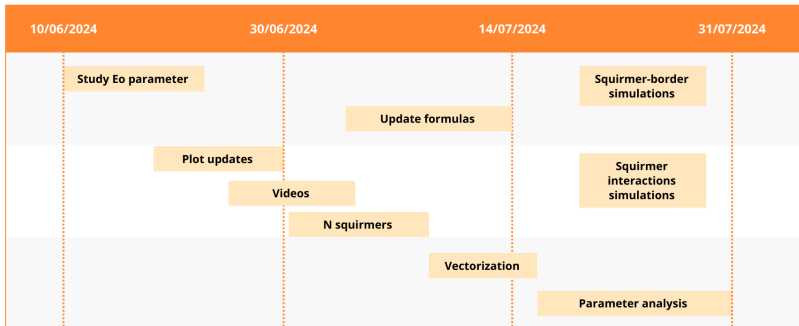 10/06/2024 30/06/2024 14/07/2024 31/07/2024
Study Eo parameter
Squirmer-border
simulations
Update formulas
Plot updates
Squirmer
interactions
simulations
Videos
N squirmers
Vectorization
Parameter analysis